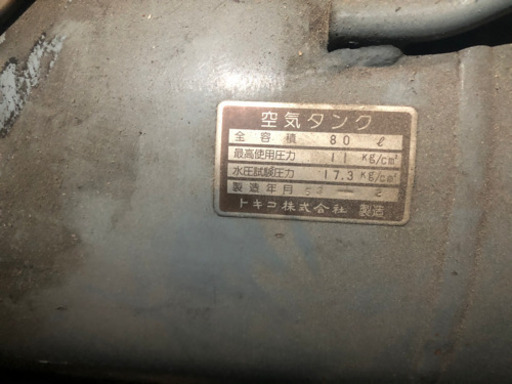 空気タンク
全容積 80 ℓ
最高使用圧力 11 Kg/cm²
水圧試験圧力 17.3 Kg/cm²
製造年月
トキコ株式会社 製造